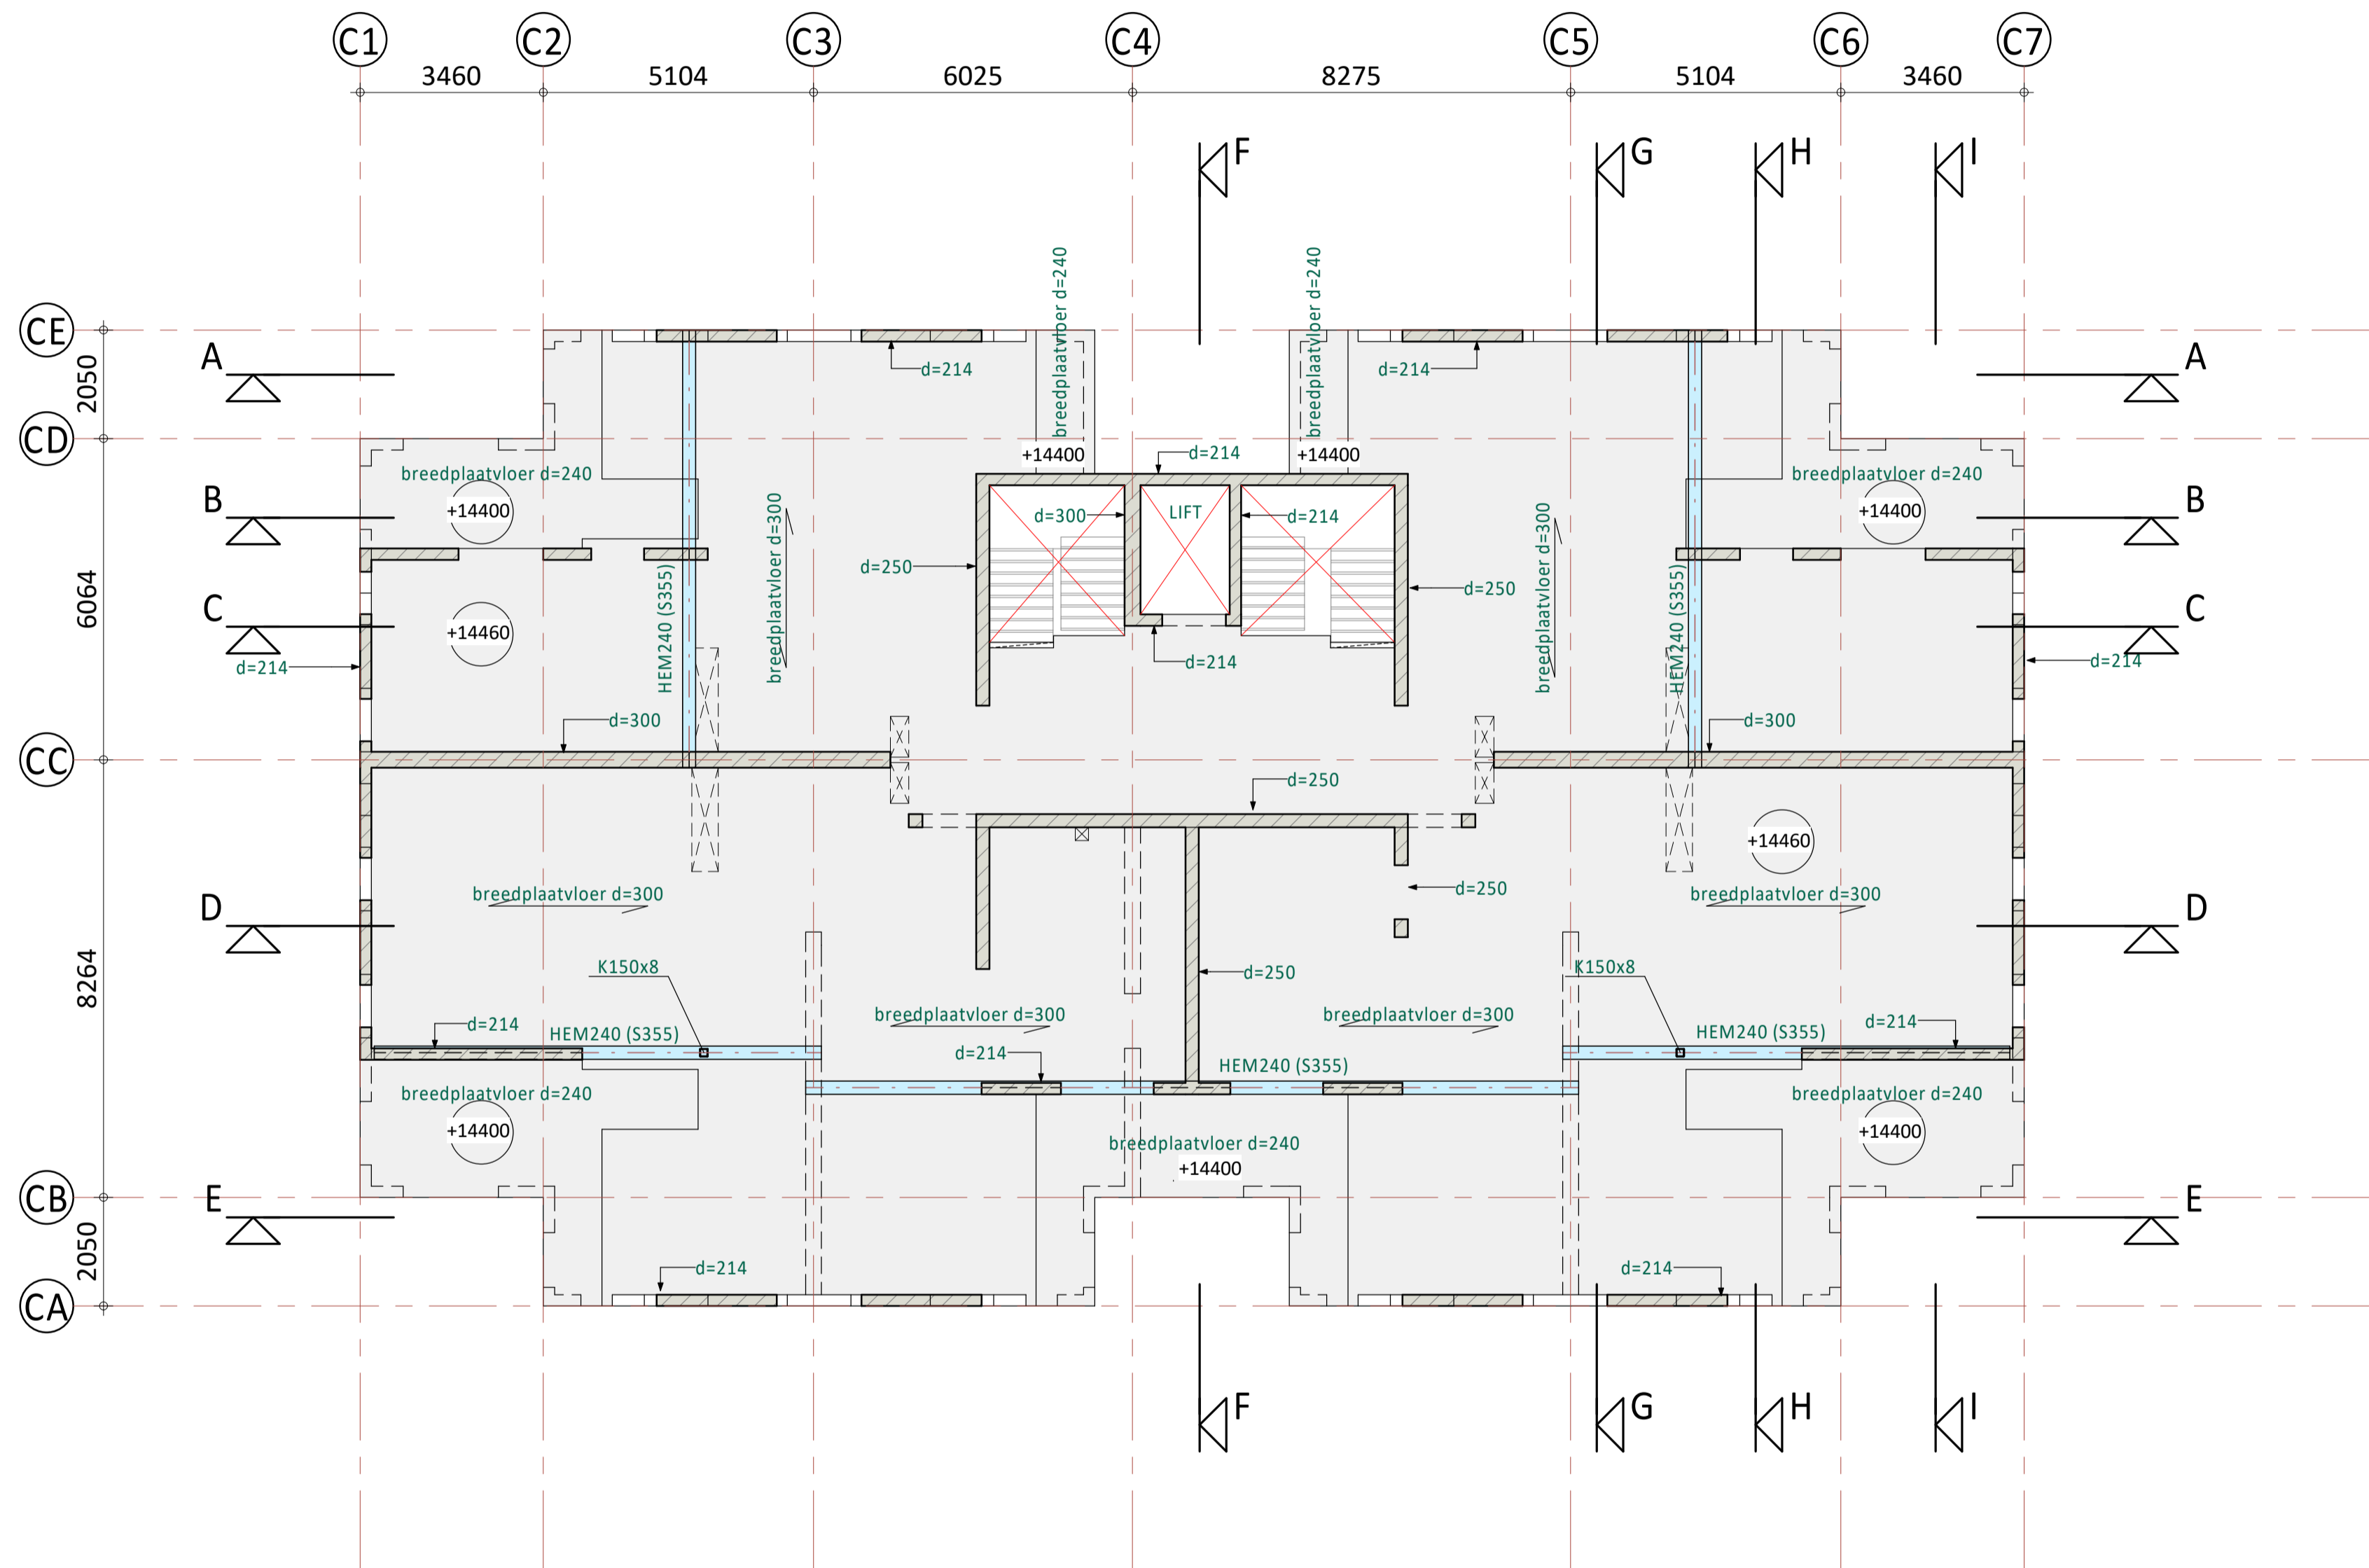 C1 C2 C3 C4 C5 C6 C7
3460 5104 6025 8275 5104 3460
F G H I
CE
2050
A A
breedplaatvloer d=240
breedplaatvloer d=240
d=214 d=214
CD
+14400 d=214 +14400
breedplaatvloer d=240 breedplaatvloer d=240
B +14400 +14400 B
d=300 LIFT d=214
breedplaatvloer d=300 breedplaatvloer d=300
d=250 d=250
6064
C C
+14460
HEM240 (S355) HEM240 (S355)
d=214 d=214 d=214
d=300 d=300
CC
d=250
+14460
d=250
breedplaatvloer d=300 breedplaatvloer d=300
D D
8264
K150x8 d=250 K150x8
breedplaatvloer d=300 breedplaatvloer d=300
d=214 HEM240 (S355) HEM240 (S355) d=214
d=214 HEM240 (S355)
breedplaatvloer d=240 breedplaatvloer d=240
+14400 +14400
breedplaatvloer d=240
+14400
CB
E E
2050
d=214 d=214
CA
F G H I